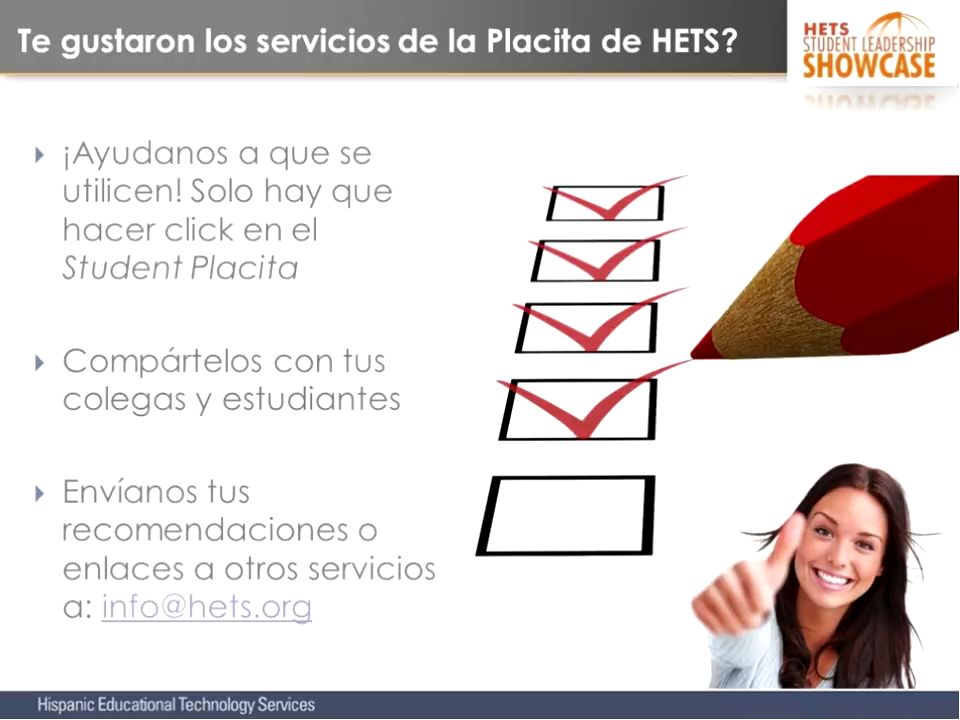 Te gustaron los servicios de la Placita de HETS?
HETS
STUDENT LEADERSHIP
SHOWCASE
¡Ayudanos a que se
utilicen! Solo hay que
hacer click en el
Student Placita
Compártelos con tus
colegas y estudiantes
Envíanos tus
recomendaciones o
enlaces a otros servicios
a: info@hets.org
Hispanic Educational Technology Services